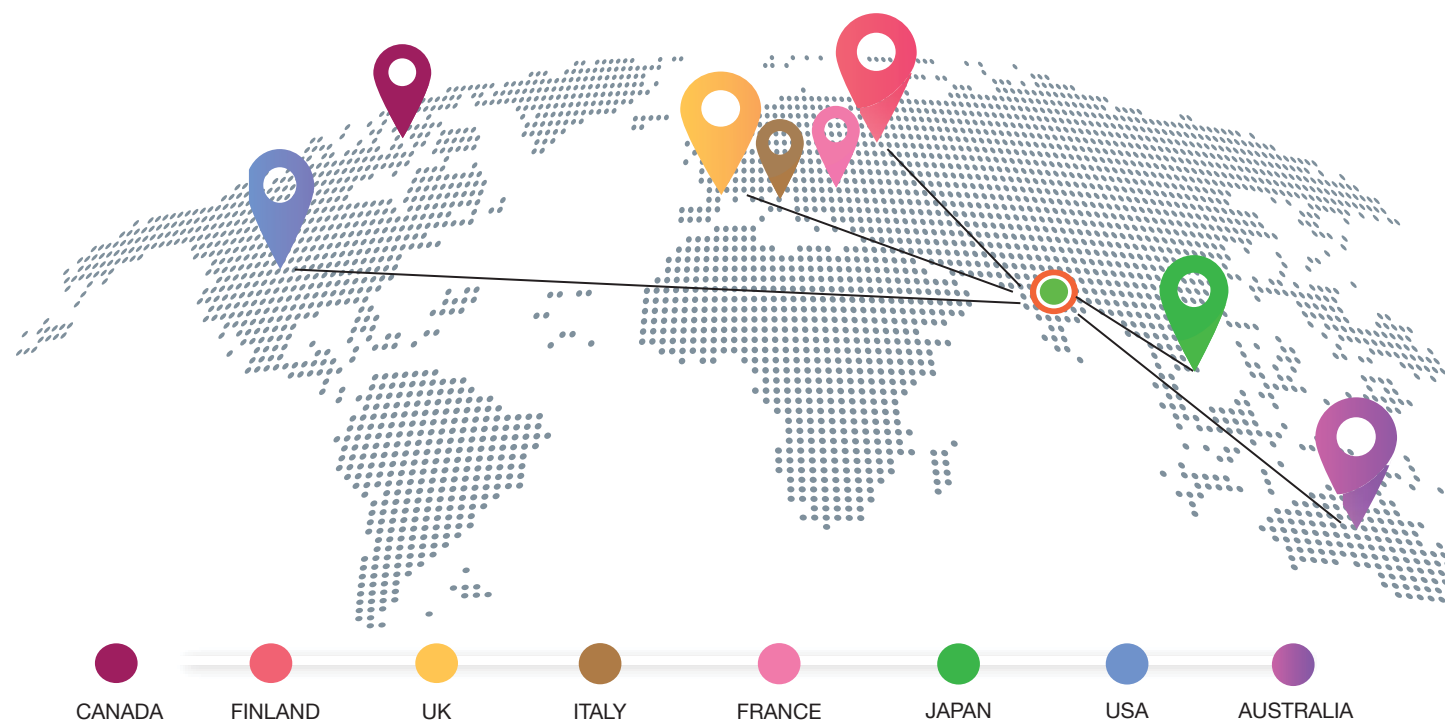 CANADA
FINLAND
UK
ITALY
FRANCE
JAPAN
USA
AUSTRALIA